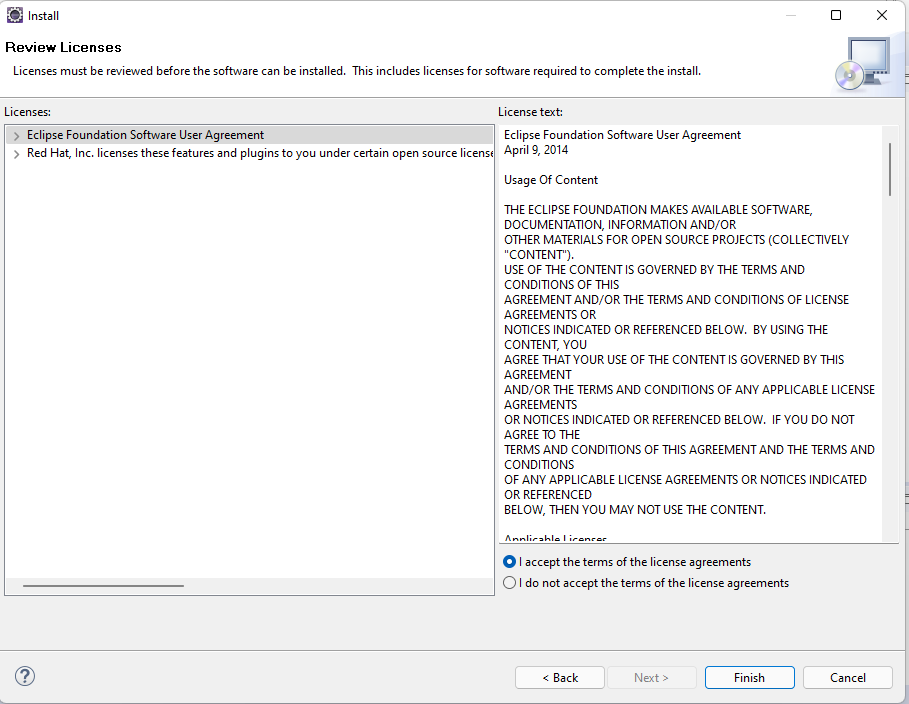 Install
Review Licenses
Licenses must be reviewed before the software can be installed.  This includes licenses for software required to complete the install.
Licenses:
Eclipse Foundation Software User Agreement
Red Hat, Inc. licenses these features and plugins to you under certain open source license
License text:
Eclipse Foundation Software User Agreement
April 9, 2014
Usage Of Content
THE ECLIPSE FOUNDATION MAKES AVAILABLE SOFTWARE,
DOCUMENTATION, INFORMATION AND/OR
OTHER MATERIALS FOR OPEN SOURCE PROJECTS (COLLECTIVELY
"CONTENT").
USE OF THE CONTENT IS GOVERNED BY THE TERMS AND
CONDITIONS OF THIS
AGREEMENT AND/OR THE TERMS AND CONDITIONS OF LICENSE
AGREEMENTS OR
NOTICES INDICATED OR REFERENCED BELOW.  BY USING THE
CONTENT, YOU
AGREE THAT YOUR USE OF THE CONTENT IS GOVERNED BY THIS
AGREEMENT
AND/OR THE TERMS AND CONDITIONS OF ANY APPLICABLE LICENSE
AGREEMENTS
OR NOTICES INDICATED OR REFERENCED BELOW.  IF YOU DO NOT
AGREE TO THE
TERMS AND CONDITIONS OF THIS AGREEMENT AND THE TERMS AND
CONDITIONS
OF ANY APPLICABLE LICENSE AGREEMENTS OR NOTICES INDICATED
OR REFERENCED
BELOW, THEN YOU MAY NOT USE THE CONTENT.
Applicable Licenses
I accept the terms of the license agreements
I do not accept the terms of the license agreements
?
< Back
Next >
Finish
Cancel